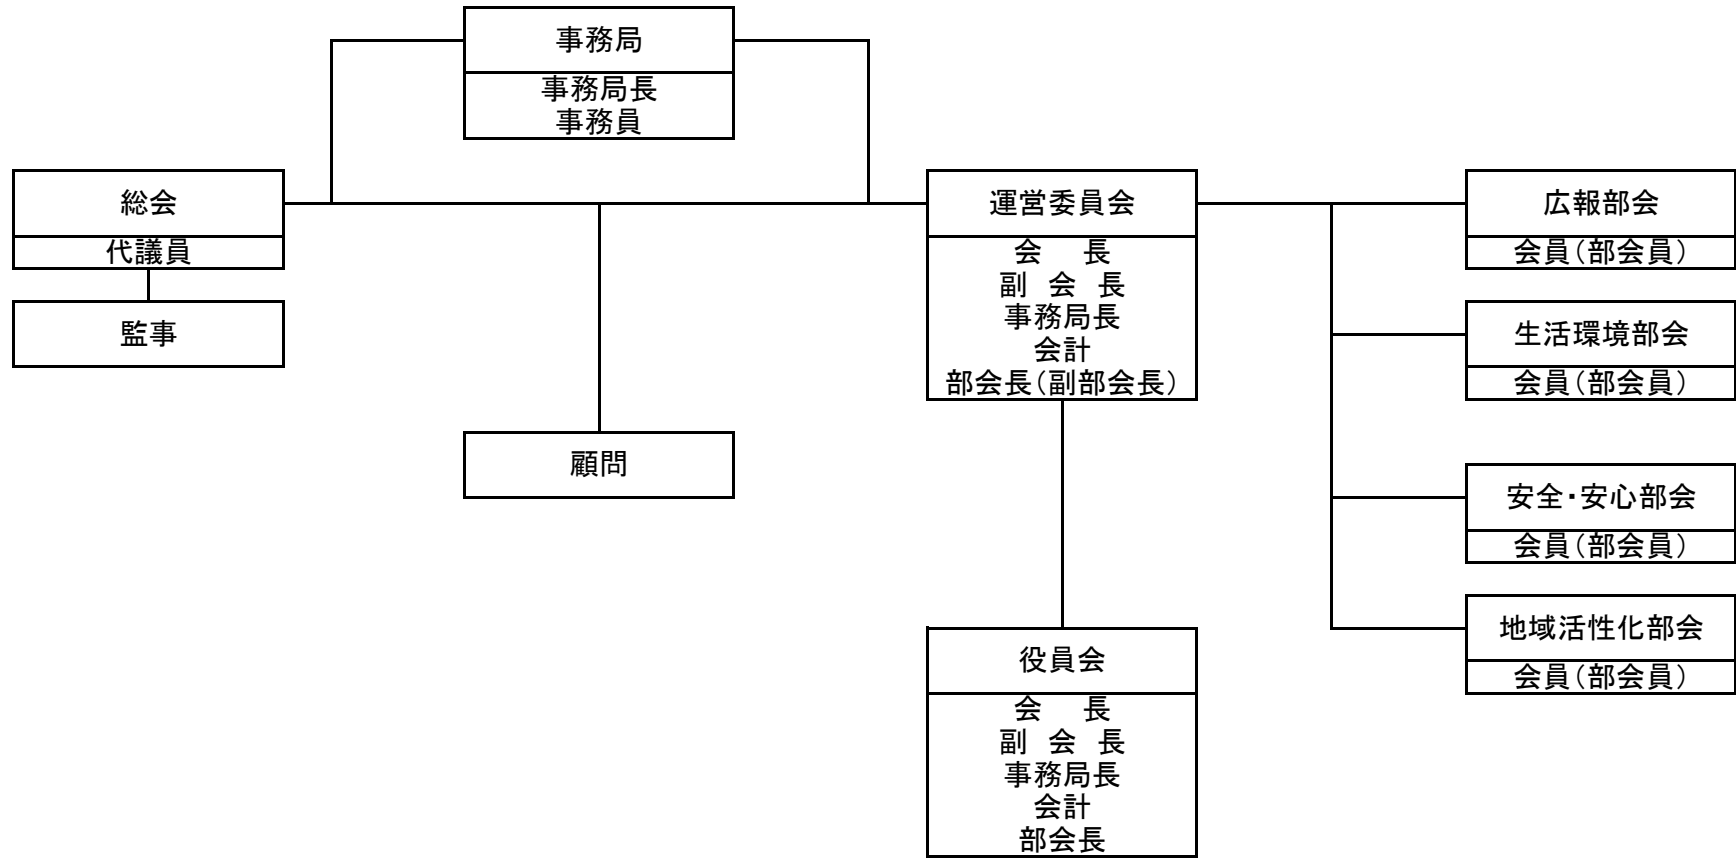 事務局
事務局長
事務員
総会
代議員
監事
顧問
運営委員会
会　長
副　会　長
事務局長
会計
部会長（副部会長）
役員会
会　長
副　会　長
事務局長
会計
部会長
広報部会
会員（部会員）
生活環境部会
会員（部会員）
安全・安心部会
会員（部会員）
地域活性化部会
会員（部会員）